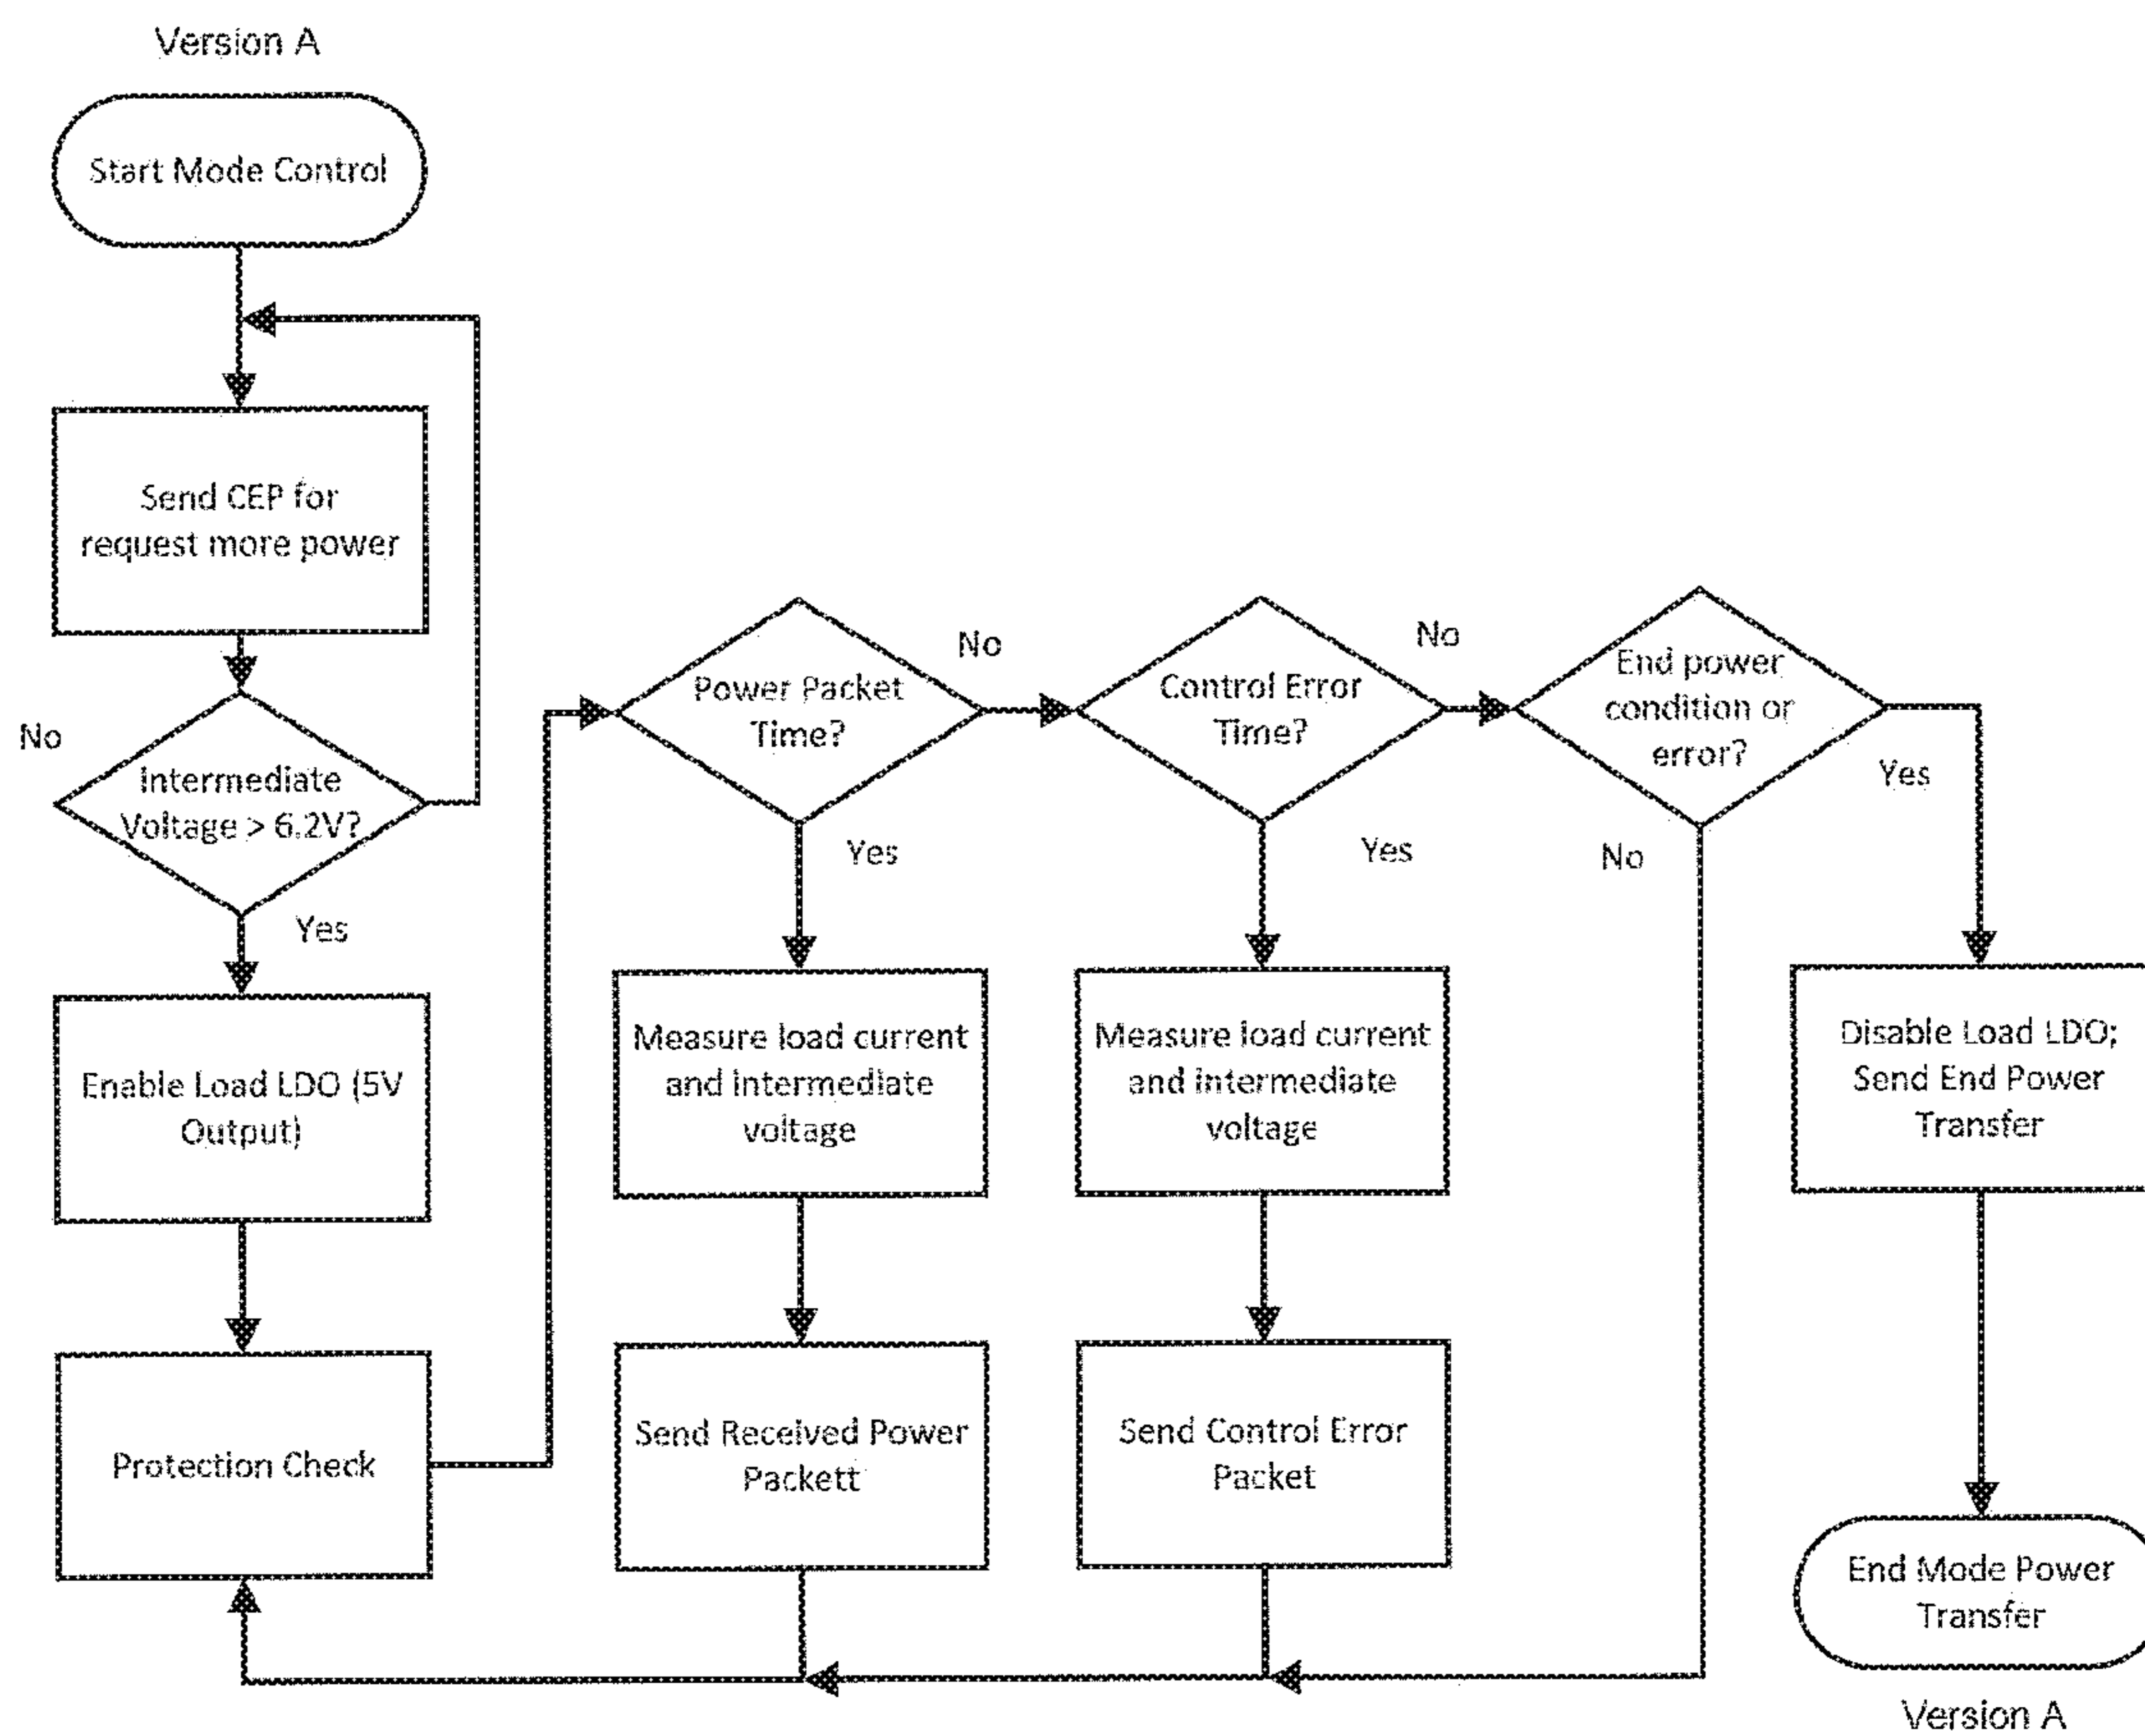 Version A
Start Mode Control
Send CEP for
request more power
No
Intermediate
Voltage > 6.2V?
Yes
Enable Load LDO (5V
Output)
Protection Check
Power Packet
Time?
No
Yes
Measure load current
and intermediate
voltage
Send Received Power
Packett
Control Error
Time?
No
Yes
Measure load current
and intermediate
voltage
Send Control Error
Packet
End power
condition or
error?
No
Yes
Disable Load LDO;
Send End Power
Transfer
End Mode Power
Transfer
Version A